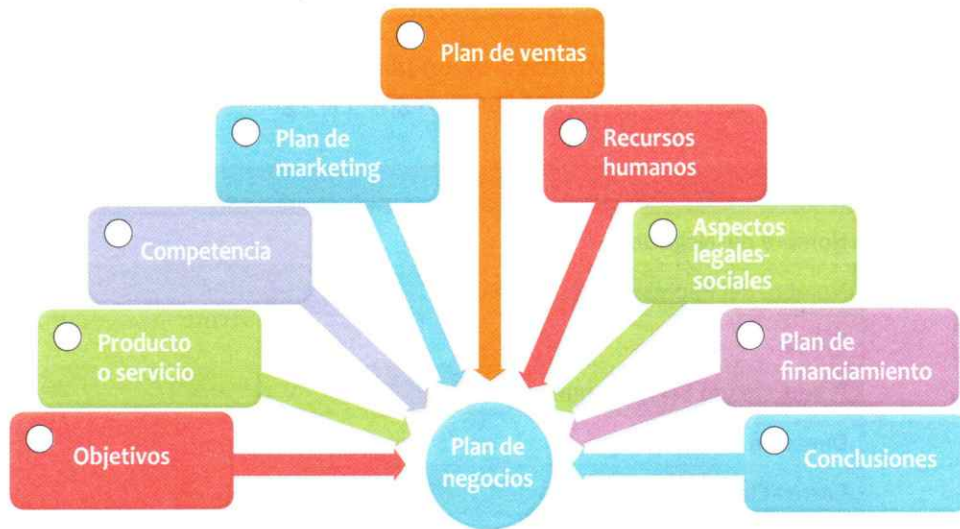 Plan de ventas
Plan de
marketing
Recursos
humanos
Competencia
Aspectos
legales-
sociales
Producto
o servicio
Plan de
financiamiento
Objetivos
Plan de
negocios
Conclusiones